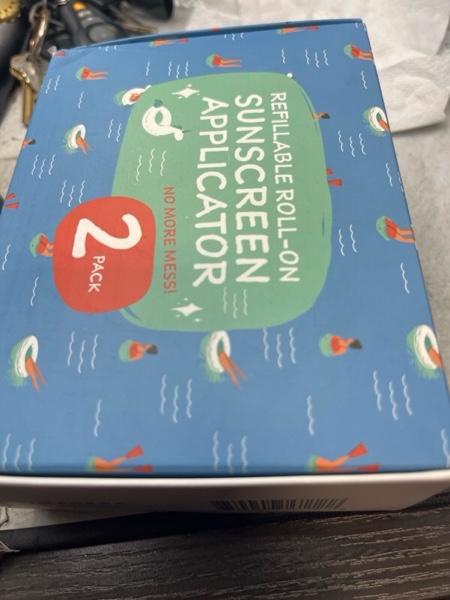 REFILLABLE ROLL-ON
SUNSCREEN
APPLICATOR
NO MORE MESS!
2
PACK